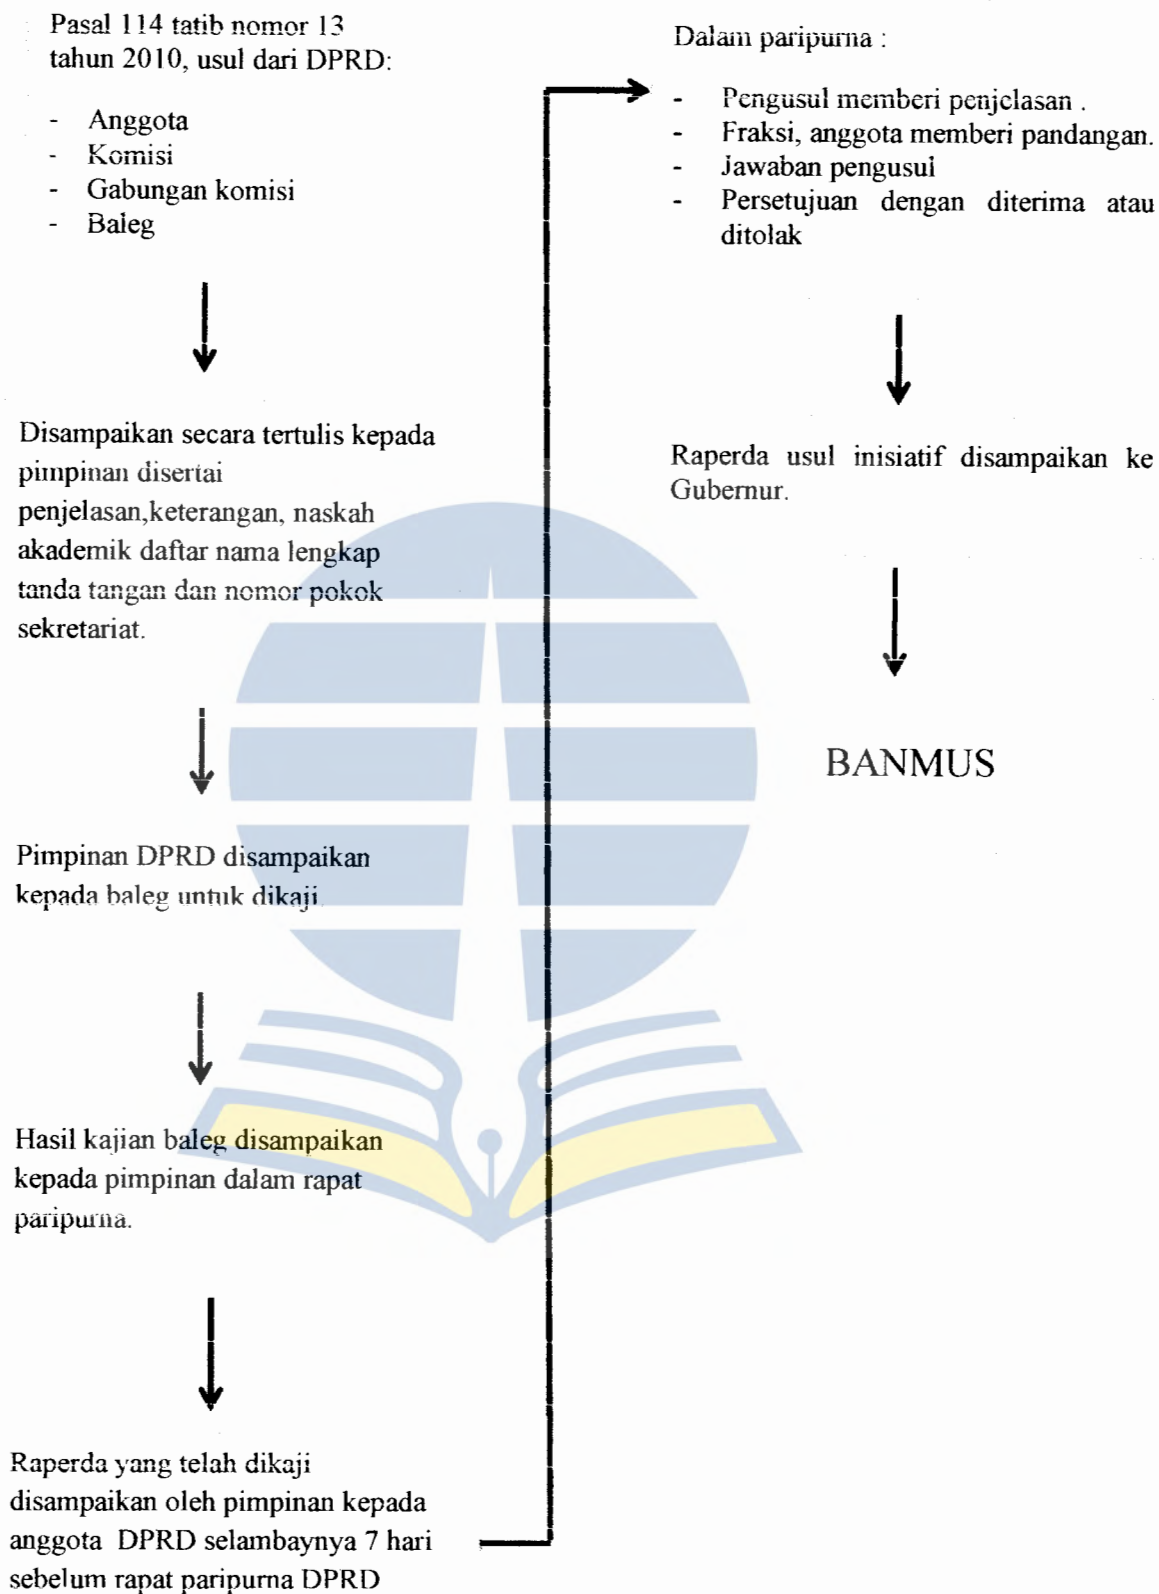 Pasal 114 tatib nomor 13
tahun 2010, usul dari DPRD:
- Anggota
- Komisi
- Gabungan komisi
- Baleg
Disampaikan secara tertulis kepada
pimpinan disertai
penjelasan,keterangan, naskah
akademik daftar nama lengkap
tanda tangan dan nomor pokok
sekretariat.
Pimpinan DPRD disampaikan
kepada baleg untuk dikaji.
Hasil kajian baleg disampaikan
kepada pimpinan dalam rapat
paripurna.
Raperda yang telah dikaji
disampaikan oleh pimpinan kepada
anggota DPRD selambaynya 7 hari
sebelum rapat paripurna DPRD
Dalam paripurna :
- Pengusul memberi penjelasan .
- Fraksi, anggota memberi pandangan.
- Jawaban pengusul
- Persetujuan dengan diterima atau
ditolak
Raperda usul inisiatif disampaikan ke
Gubernur.
BANMUS